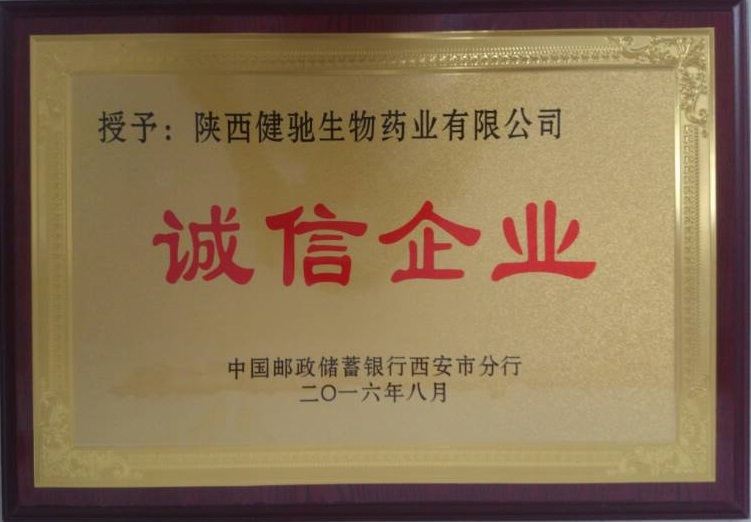 授予：陕西健驰生物药业有限公司
诚信企业
中国邮政储蓄银行西安市分行
二〇一六年八月